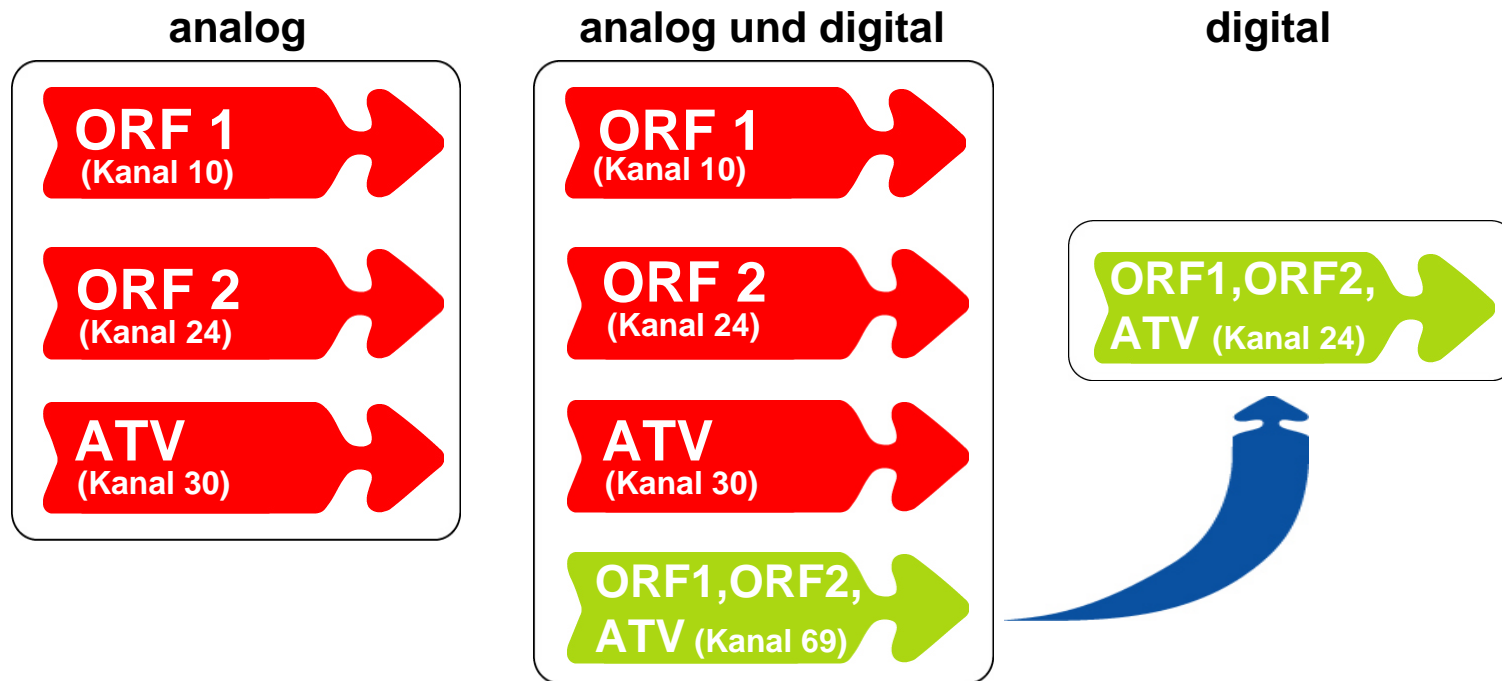 analog
ORF 1
(Kanal 10)
ORF 2
(Kanal 24)
ATV
(Kanal 30)
analog und digital
ORF 1
(Kanal 10)
ORF 2
(Kanal 24)
ATV
(Kanal 30)
ORF1,ORF2,
ATV (Kanal 69)
digital
ORF1,ORF2,
ATV (Kanal 24)